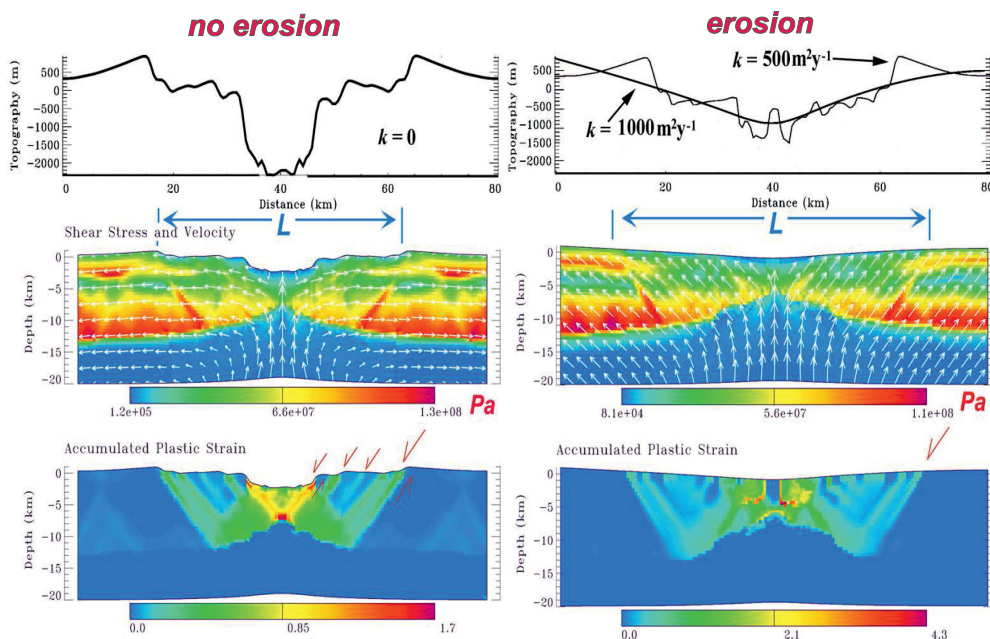 no erosion
erosion
Topography (m)
500
0
−500
−1000
−1500
−2000
k = 0
0
20
40
60
80
Distance (km)
Topography (m)
500
0
−500
−1000
−1500
−2000
k = 500m²y⁻¹
k = 1000m²y⁻¹
0
20
40
60
80
Distance (km)
L
L
Shear Stress and Velocity
Depth (km)
0
−5
−10
−15
−20
1.2e+05
6.6e+07
1.3e+08
Pa
Depth (km)
0
−5
−10
−15
−20
8.1e+04
5.6e+07
1.1e+08
Pa
Accumulated Plastic Strain
Depth (km)
0
−5
−10
−15
−20
0.0
0.85
1.7
Accumulated Plastic Strain
Depth (km)
0
−5
−10
−15
−20
0.0
2.1
4.3